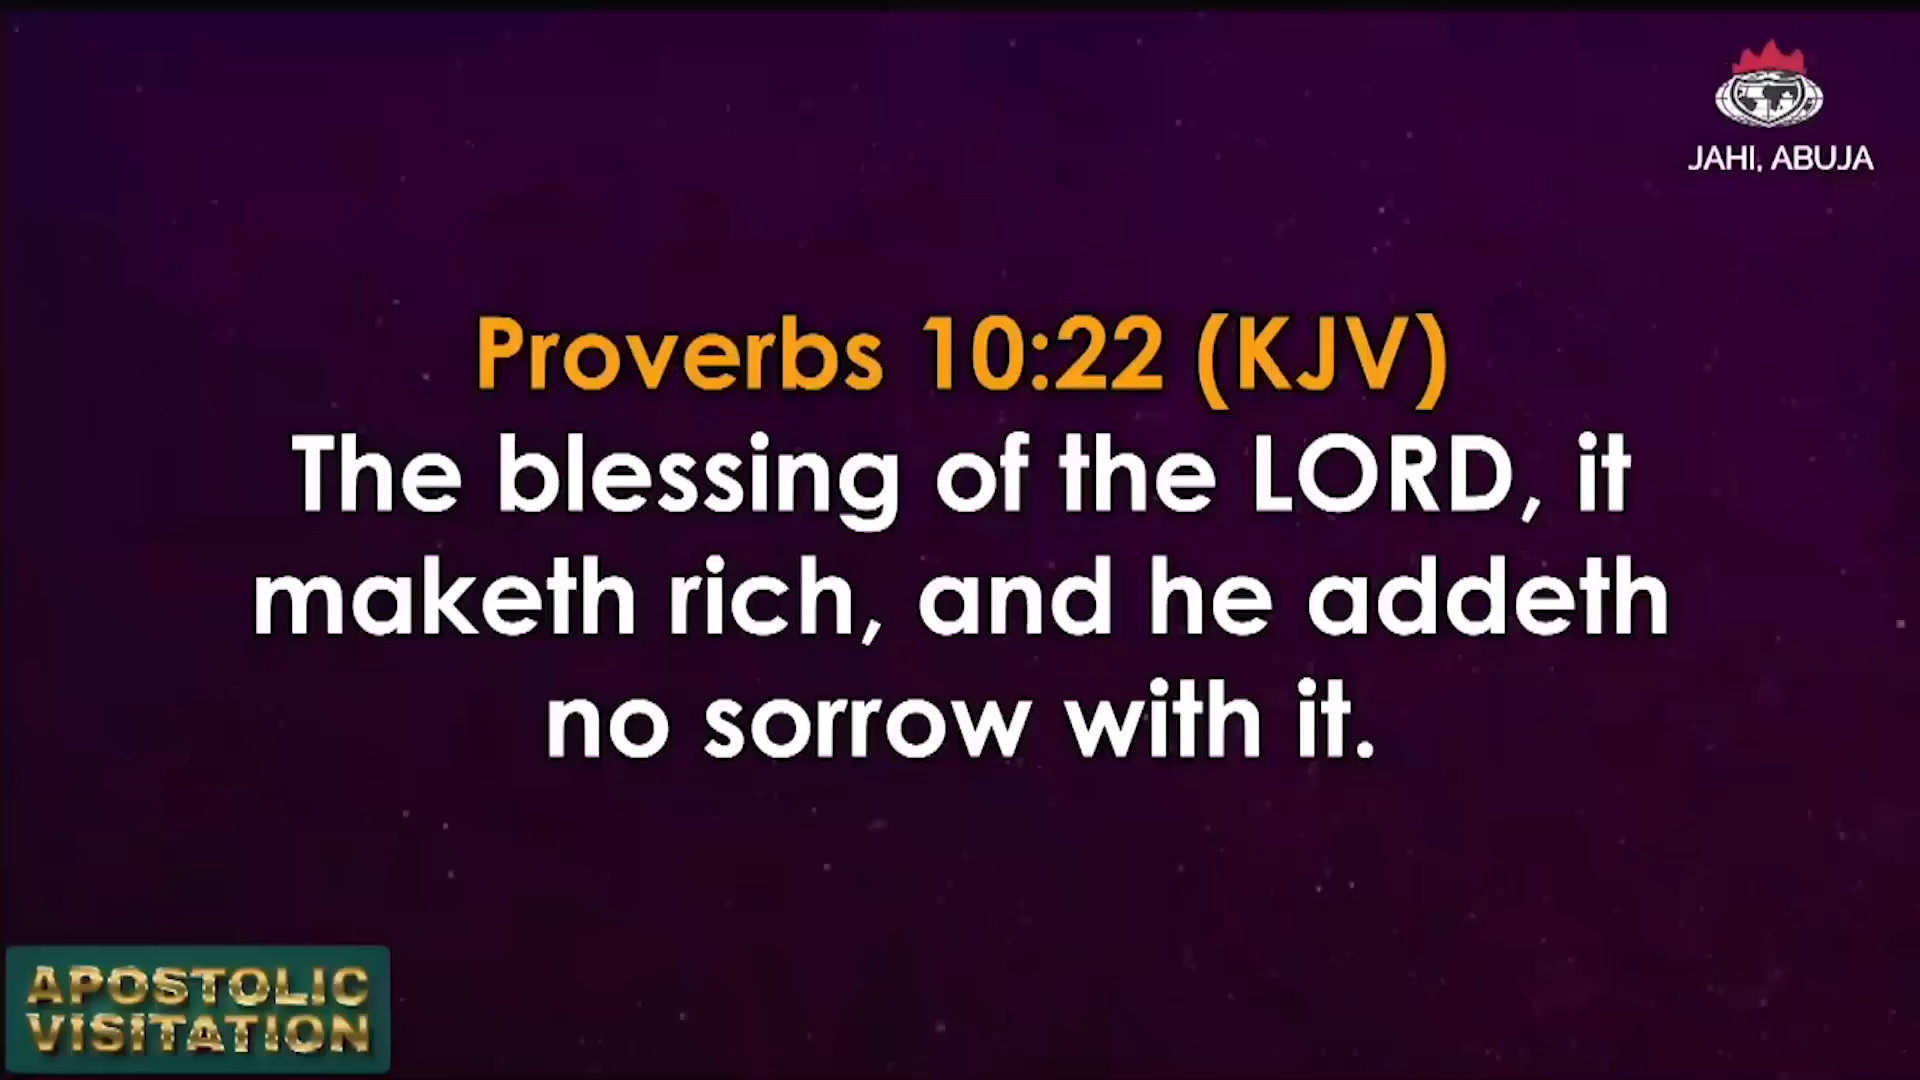 JAHI, ABUJA
Proverbs 10:22 (KJV)
The blessing of the LORD, it
maketh rich, and he addeth
no sorrow with it.
APOSTOLIC
VISITATION